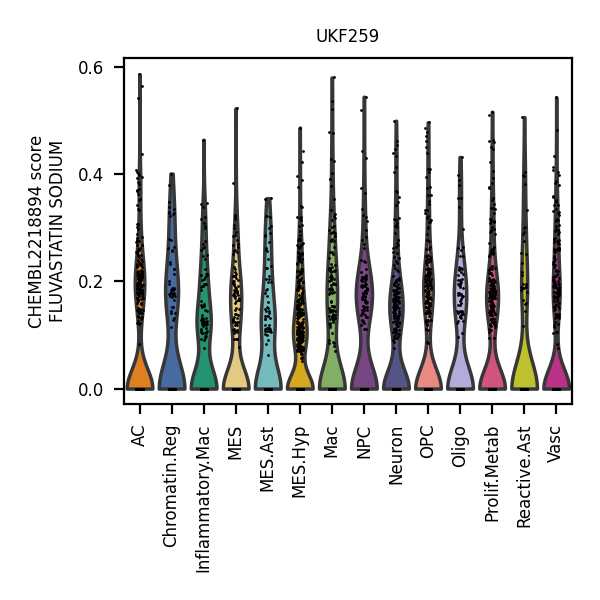 UKF259
CHEMBL2218894 score
FLUVASTATIN SODIUM
0.6
0.4
0.2
0.0
AC
Chromatin.Reg
Inflammatory.Mac
MES
MES.Ast
MES.Hyp
Mac
NPC
Neuron
OPC
Oligo
Prolif.Metab
Reactive.Ast
Vasc